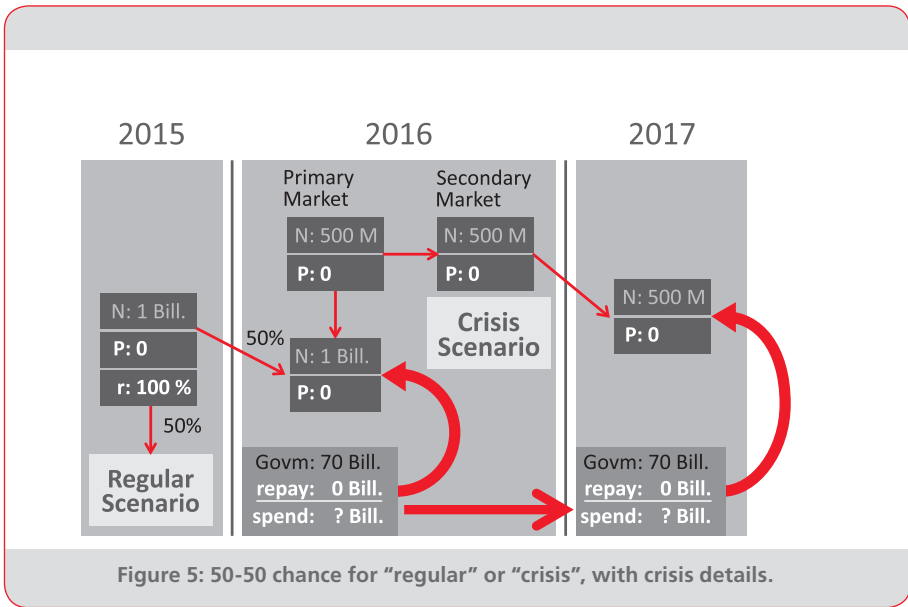 2015
2016
2017
Primary
Market
Secondary
Market
N: 500 M
P: 0
N: 500 M
P: 0
N: 1 Bill.
P: 0
r: 100 %
50%
50%
N: 1 Bill.
P: 0
Crisis
Scenario
N: 500 M
P: 0
Regular
Scenario
Govm: 70 Bill.
repay: 0 Bill.
spend: ? Bill.
Govm: 70 Bill.
repay: 0 Bill.
spend: ? Bill.
Figure 5: 50-50 chance for “regular” or “crisis”, with crisis details.